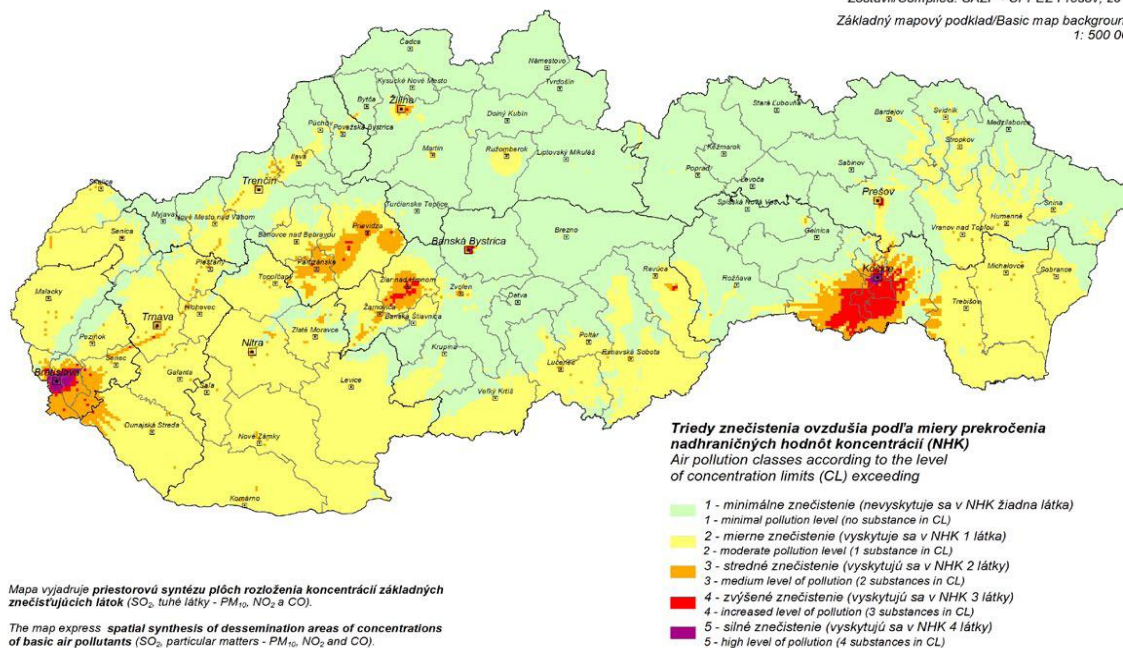 Základný mapový podklad/Basic map background
1: 500 00
Čadca
Námestovo
Kysucké Nové Mesto
Tvrdošín
Bytča
Žilina
Stará Ľubovňa
Bardejov
Svidník
Dolný Kubín
Púchov
Považská Bystrica
Stropkov
Medzilaborce
Kežmarok
Martin
Ružomberok
Liptovský Mikuláš
Ilava
Poprad
Sabinov
Levoča
Trenčín
Prešov
Skalica
Turčianske Teplice
Spišská Nová Ves
Snina
Myjava
Nové Mesto nad Váhom
Prievidza
Humenné
Senica
Bánovce nad Bebravou
Banská Bystrica
Brezno
Gelnica
Vranov nad Topľou
Partizánske
Piešťany
Topoľčany
Košice
Michalovce
Revúca
Sobrance
Žiar nad Hronom
Zvolen
Rožňava
Malacky
Detva
Hlohovec
Žarnovica
Trebišov
Banská Štiavnica
Trnava
Zlaté Moravce
Pezinok
Poltár
Nitra
Krupina
Senec
Lučenec
Rimavská Sobota
Bratislava
Galanta
Šaľa
Levice
Veľký Krtíš
Dunajská Streda
Nové Zámky
Komárno
Triedy znečistenia ovzdušia podľa miery prekročenia
nadhraničných hodnôt koncentrácií (NHK)
Air pollution classes according to the level
of concentration limits (CL) exceeding
1 - minimálne znečistenie (nevyskytuje sa v NHK žiadna látka)
1 - minimal pollution level (no substance in CL)
2 - mierne znečistenie (vyskytuje sa v NHK 1 látka)
2 - moderate pollution level (1 substance in CL)
3 - stredné znečistenie (vyskytujú sa v NHK 2 látky)
3 - medium level of pollution (2 substances in CL)
4 - zvýšené znečistenie (vyskytujú sa v NHK 3 látky)
4 - increased level of pollution (3 substances in CL)
5 - silné znečistenie (vyskytujú sa v NHK 4 látky)
5 - high level of pollution (4 substances in CL)
Mapa vyjadruje priestorovú syntézu plôch rozloženia koncentrácií základných
znečisťujúcich látok (SO₂, tuhé látky - PM₁₀, NO₂ a CO).
The map express spatial synthesis of dessemination areas of concentrations
of basic air pollutants (SO₂, particular matters - PM₁₀, NO₂ and CO).